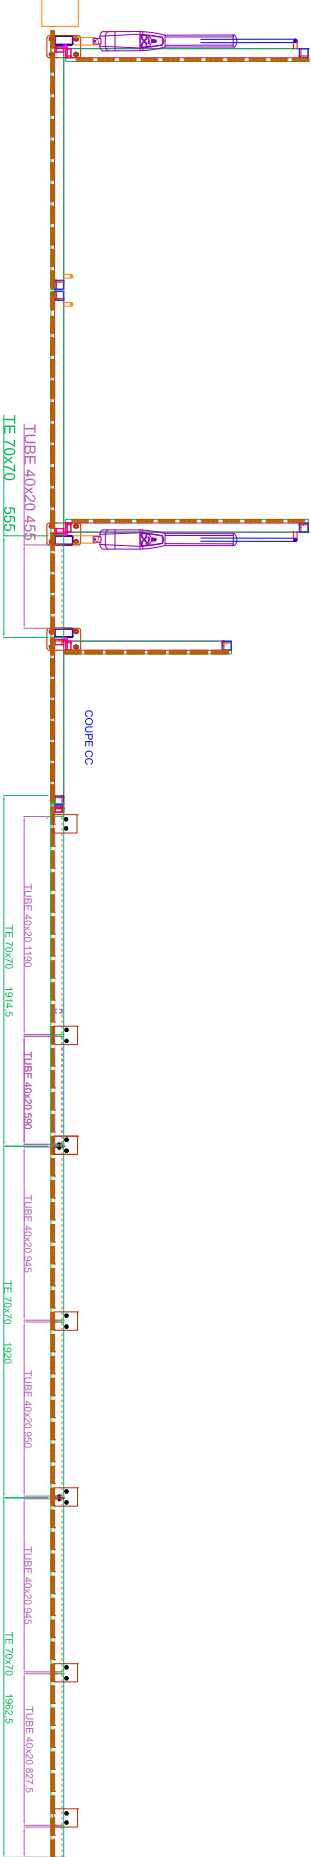 TUBE 40x20 455
TE 70x70 555
COUPE CC
TUBE 40x20 1190
TE 70x70 1914,5
TUBE 40x20 590
TUBE 40x20 945
TE 70x70 1920
TUBE 40x20 950
TUBE 40x20 945
TE 70x70 1962,5
TUBE 40x20 827,5